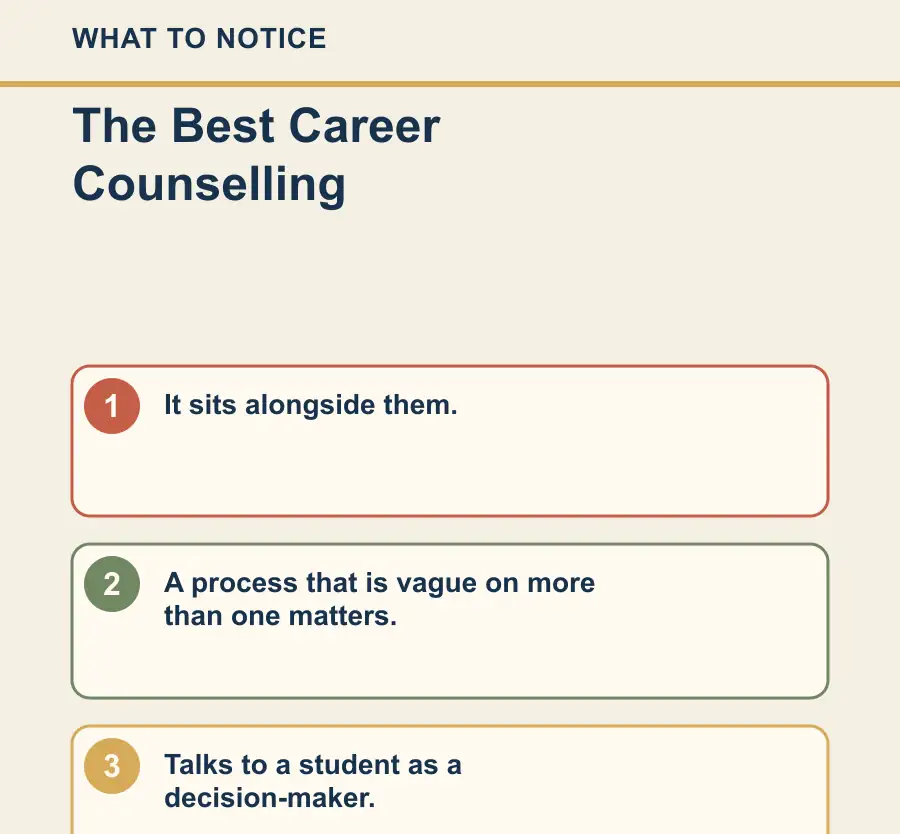 WHAT TO NOTICE
The Best Career
Counselling
1
It sits alongside them.
2
A process that is vague on more
than one matters.
3
Talks to a student as a
decision-maker.